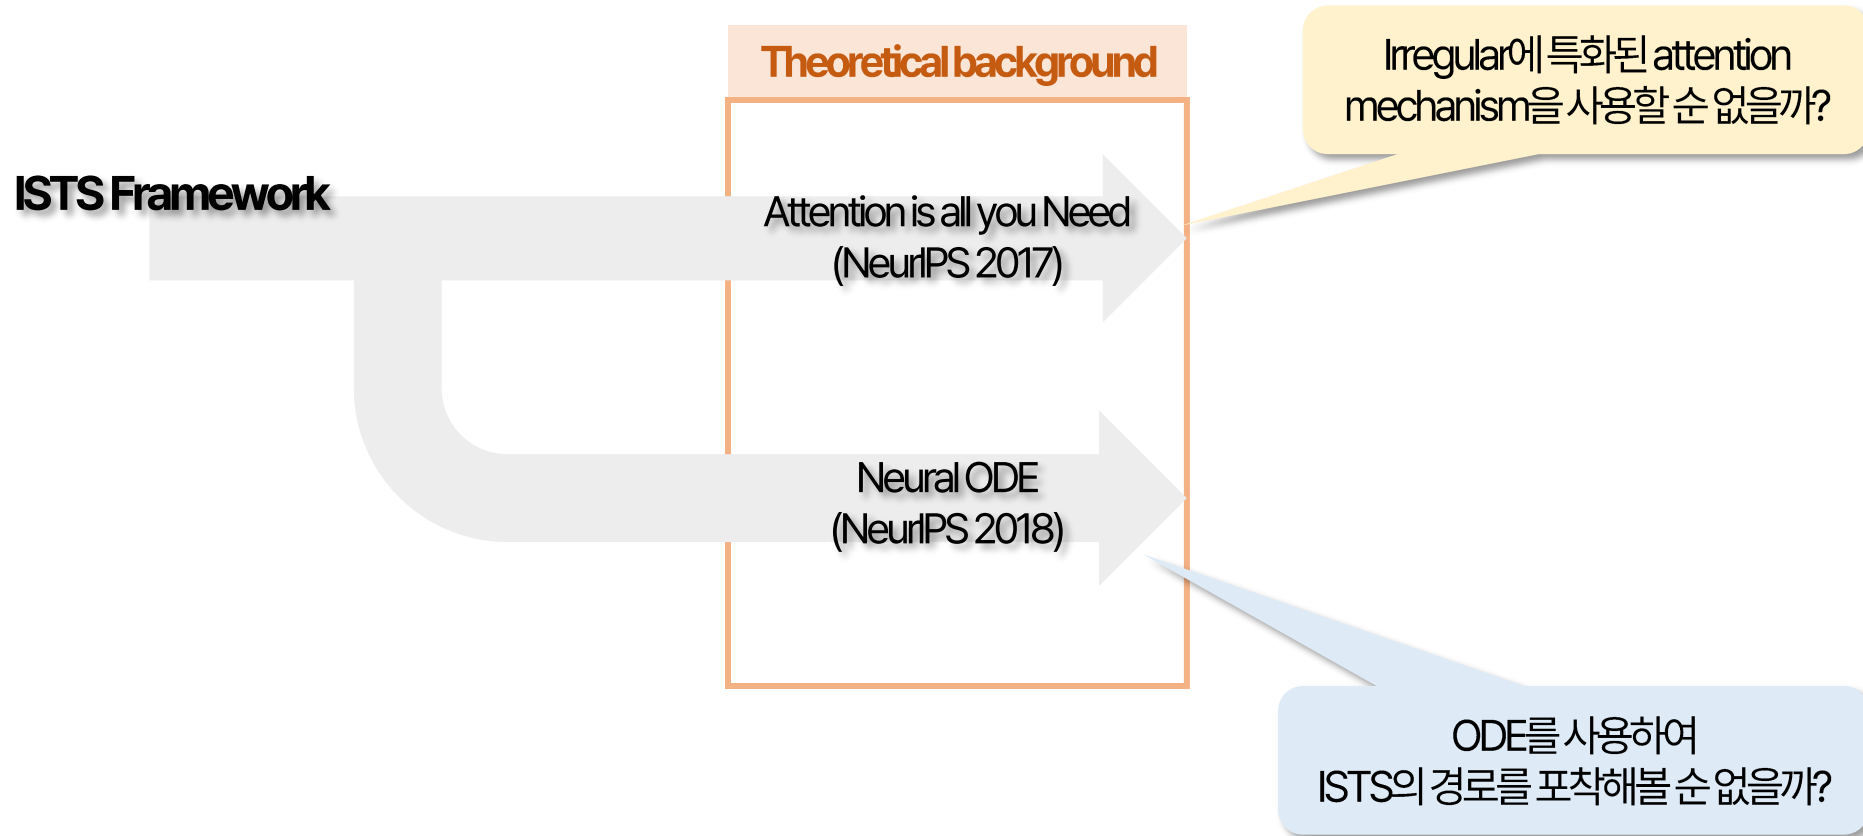 Theoretical background
Irregular에 특화된 attention
mechanism을 사용할 순 없을까?
ISTS Framework
Attention is all you Need
(NeurIPS 2017)
Neural ODE
(NeurIPS 2018)
ODE를 사용하여
ISTS의 경로를 포착해볼 순 없을까?